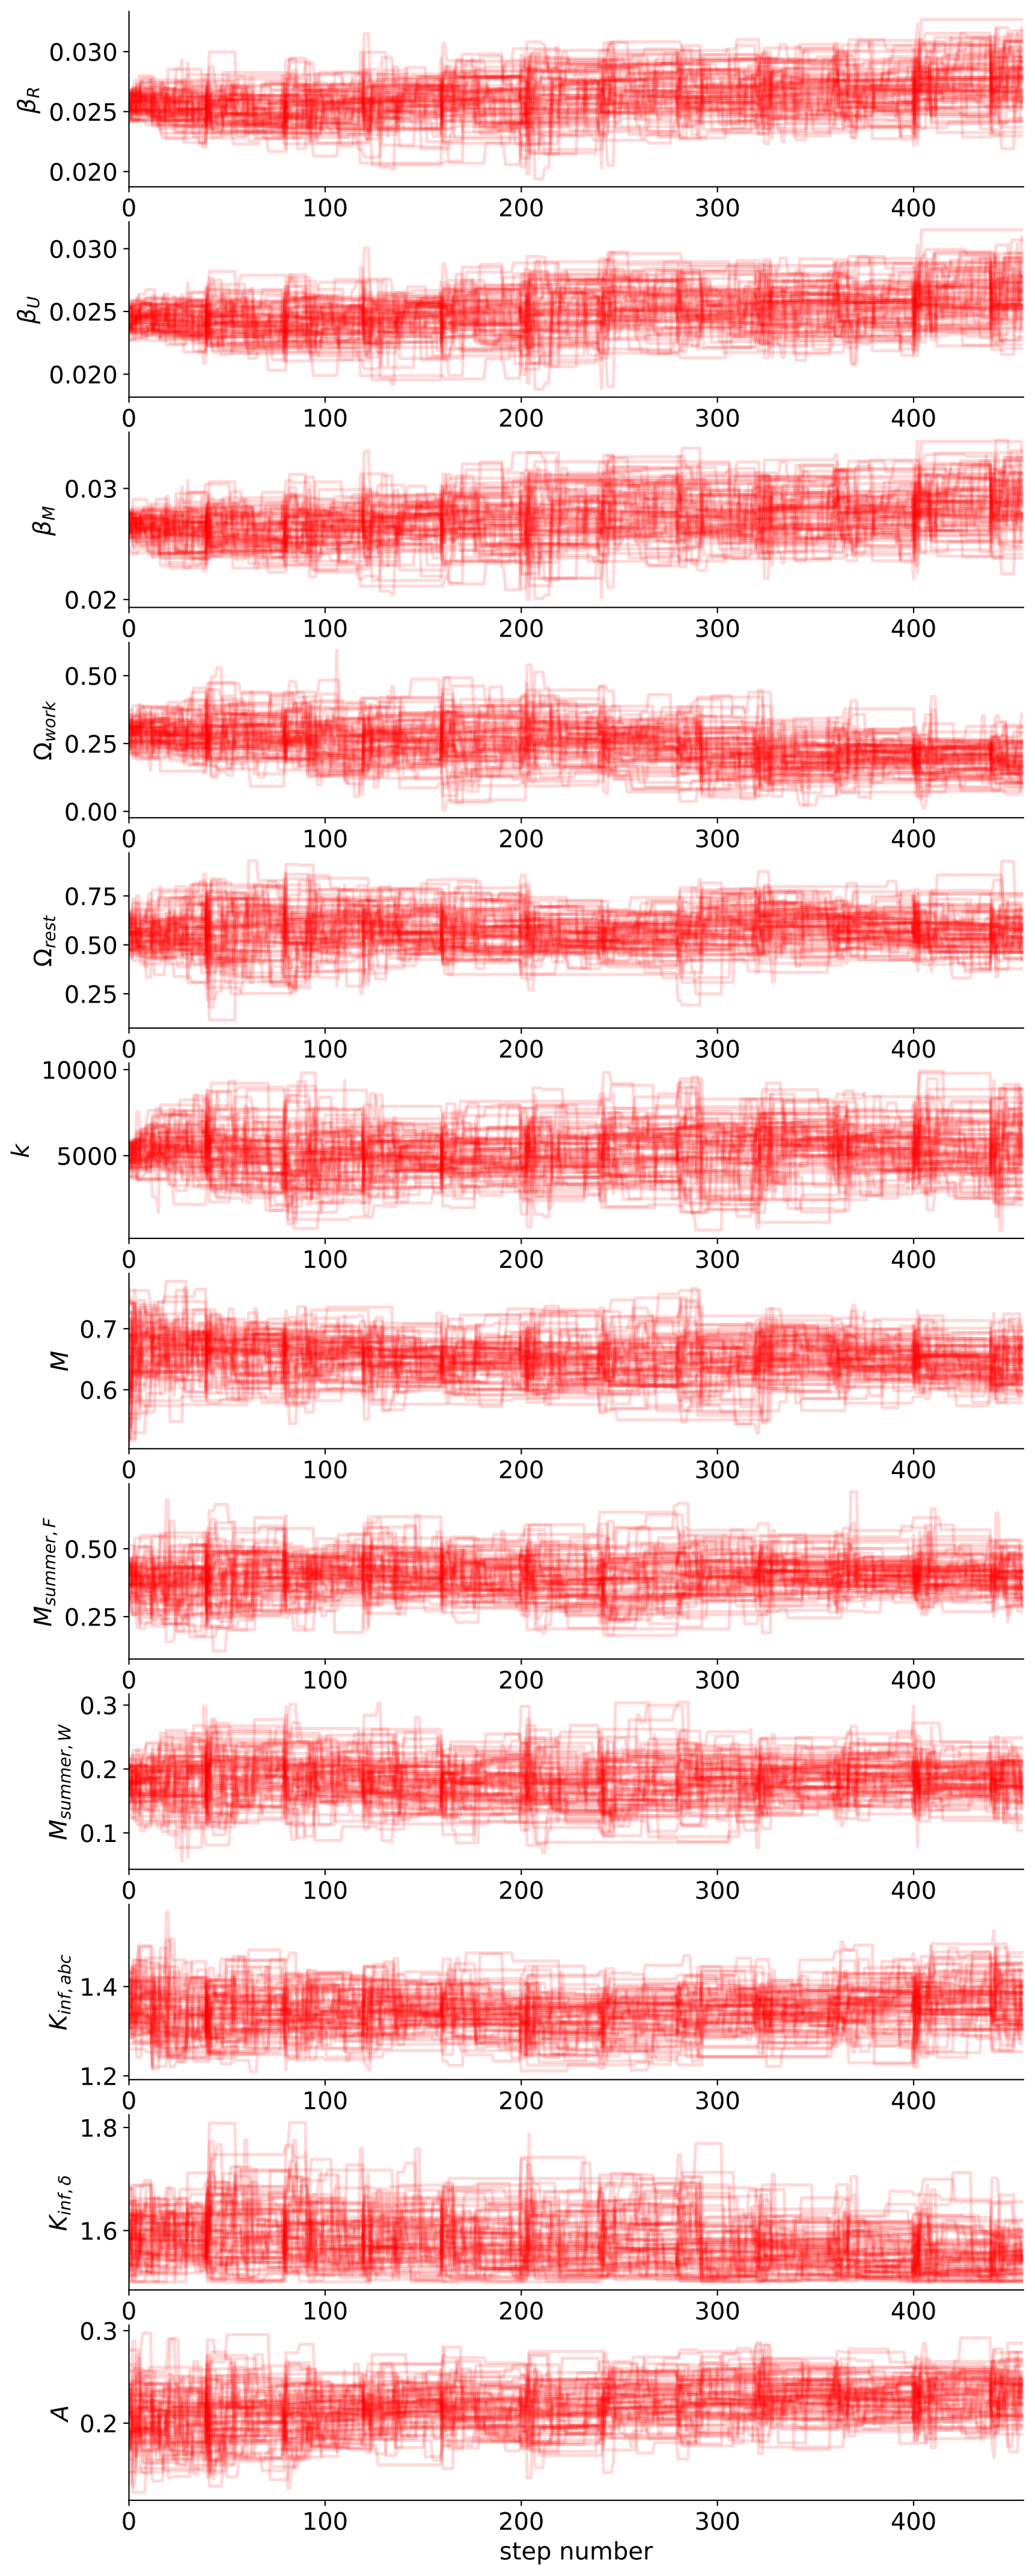 β_R
0.030
0.025
0.020
0 100 200 300 400
β_U
0.030
0.025
0.020
0 100 200 300 400
β_M
0.03
0.02
0 100 200 300 400
Ω_work
0.50
0.25
0.00
0 100 200 300 400
Ω_rest
0.75
0.50
0.25
0 100 200 300 400
k
10000
5000
0 100 200 300 400
M
0.7
0.6
0 100 200 300 400
M_summer, F
0.50
0.25
0 100 200 300 400
M_summer, W
0.3
0.2
0.1
0 100 200 300 400
K_inf, abc
1.4
1.2
0 100 200 300 400
K_inf, δ
1.8
1.6
0 100 200 300 400
A
0.3
0.2
0 100 200 300 400
step number